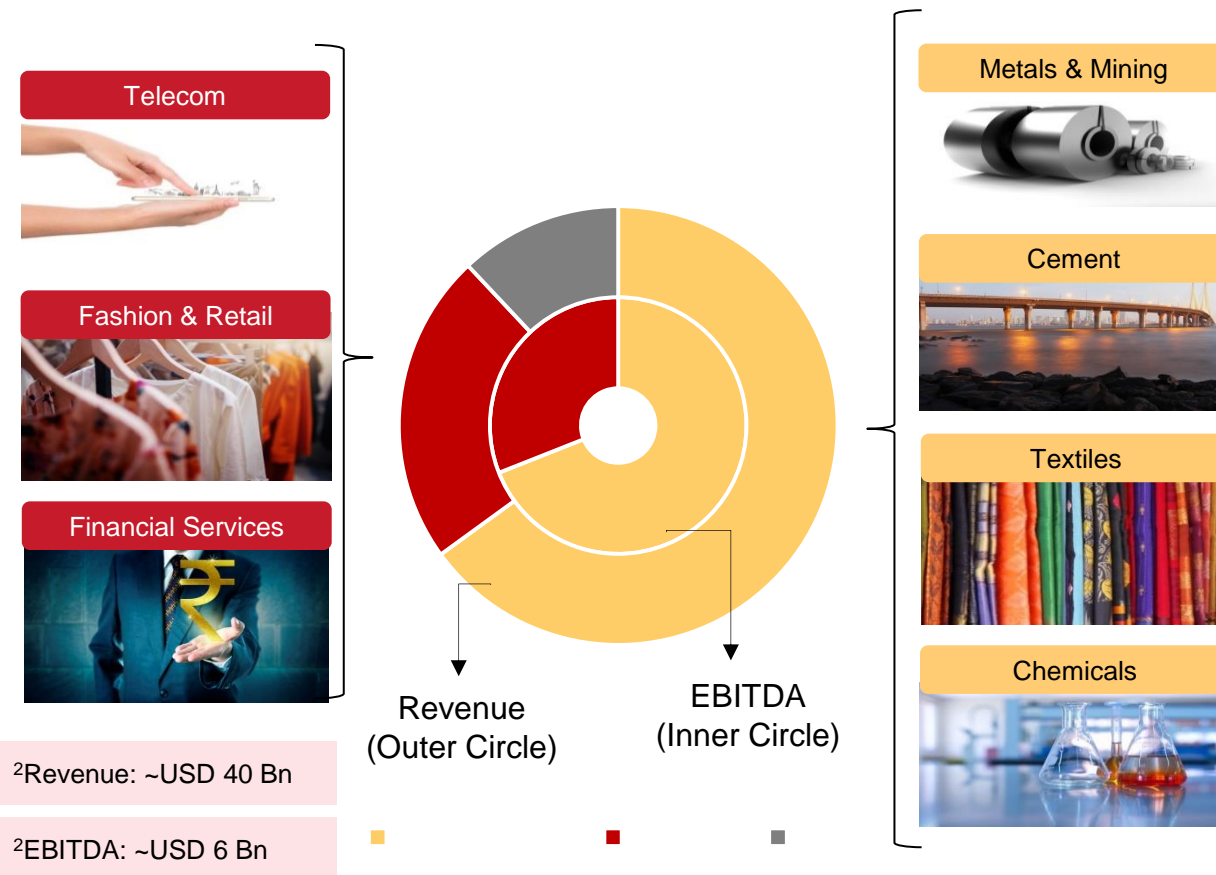 Telecom
Fashion & Retail
Financial Services
²Revenue: ~USD 40 Bn
²EBITDA: ~USD 6 Bn
Revenue
(Outer Circle)
EBITDA
(Inner Circle)
Metals & Mining
Cement
Textiles
Chemicals